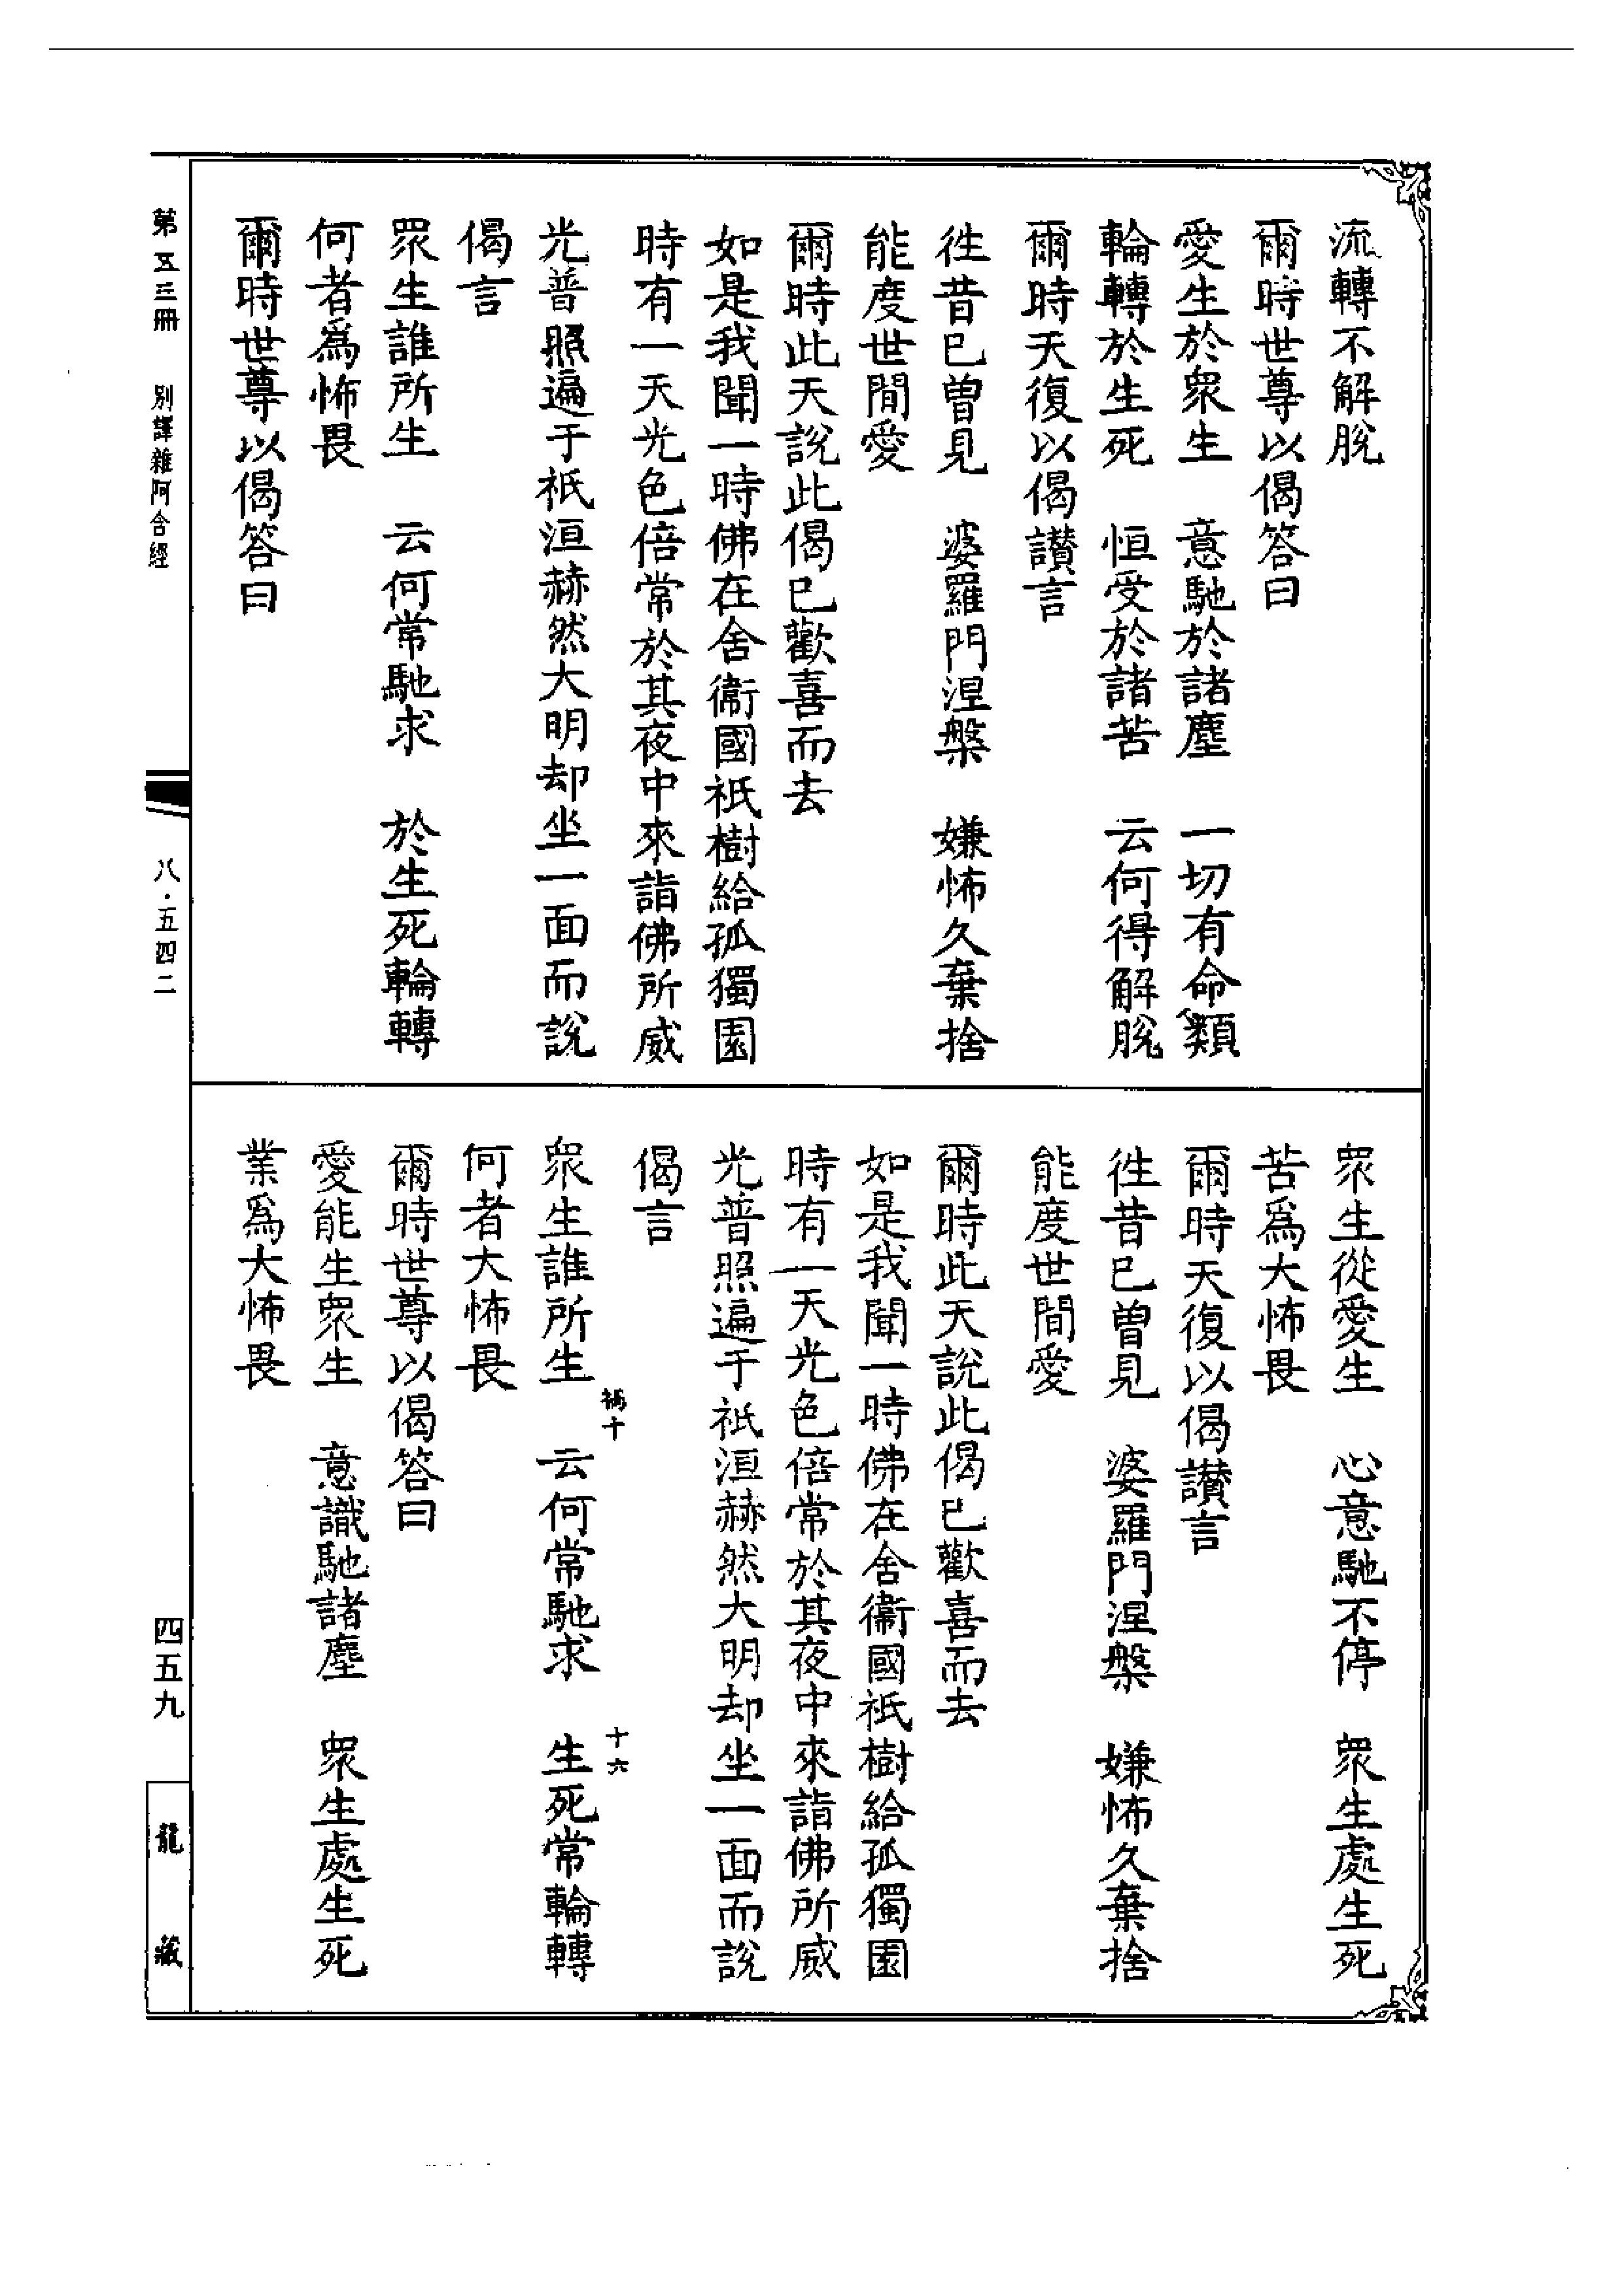 流轉不解脫
爾時世尊以偈答曰
愛生於衆生　意馳於諸塵　一切有命類
輪轉於生死　恒受於諸苦　云何得解脫
爾時天復以偈讃言
徃昔巳曾見　婆羅門涅槃　嫌怖久棄捨
能度世間愛
爾時此天說此偈巳歡喜而去
如是我聞一時佛在舍衞國祇樹給孤獨園
時有一天光色倍常於其夜中來詣佛所威
光普照遍于祇洹赫然大明却坐一面而說
偈言
衆生誰所生　云何常馳求　於生死輪轉
何者爲怖畏
爾時世尊以偈答曰
衆生從愛生　心意馳不停　衆生處生死
苦爲大怖畏
爾時天復以偈讃言
徃昔巳曾見　婆羅門涅槃　嫌怖久棄捨
能度世間愛
爾時此天說此偈巳歡喜而去
如是我聞一時佛在舍衞國祇樹給孤獨園
時有一天光色倍常於其夜中來詣佛所威
光普照遍于祇洹赫然大明却坐一面而說
偈言
十六
衆生誰所生　云何常馳求　生死常輪轉
何者大怖畏
爾時世尊以偈答曰
愛能生衆生　意識馳諸塵　衆生處生死
業爲大怖畏
第五三冊　別譯雜阿含經　八·五四二　四五九　龍藏